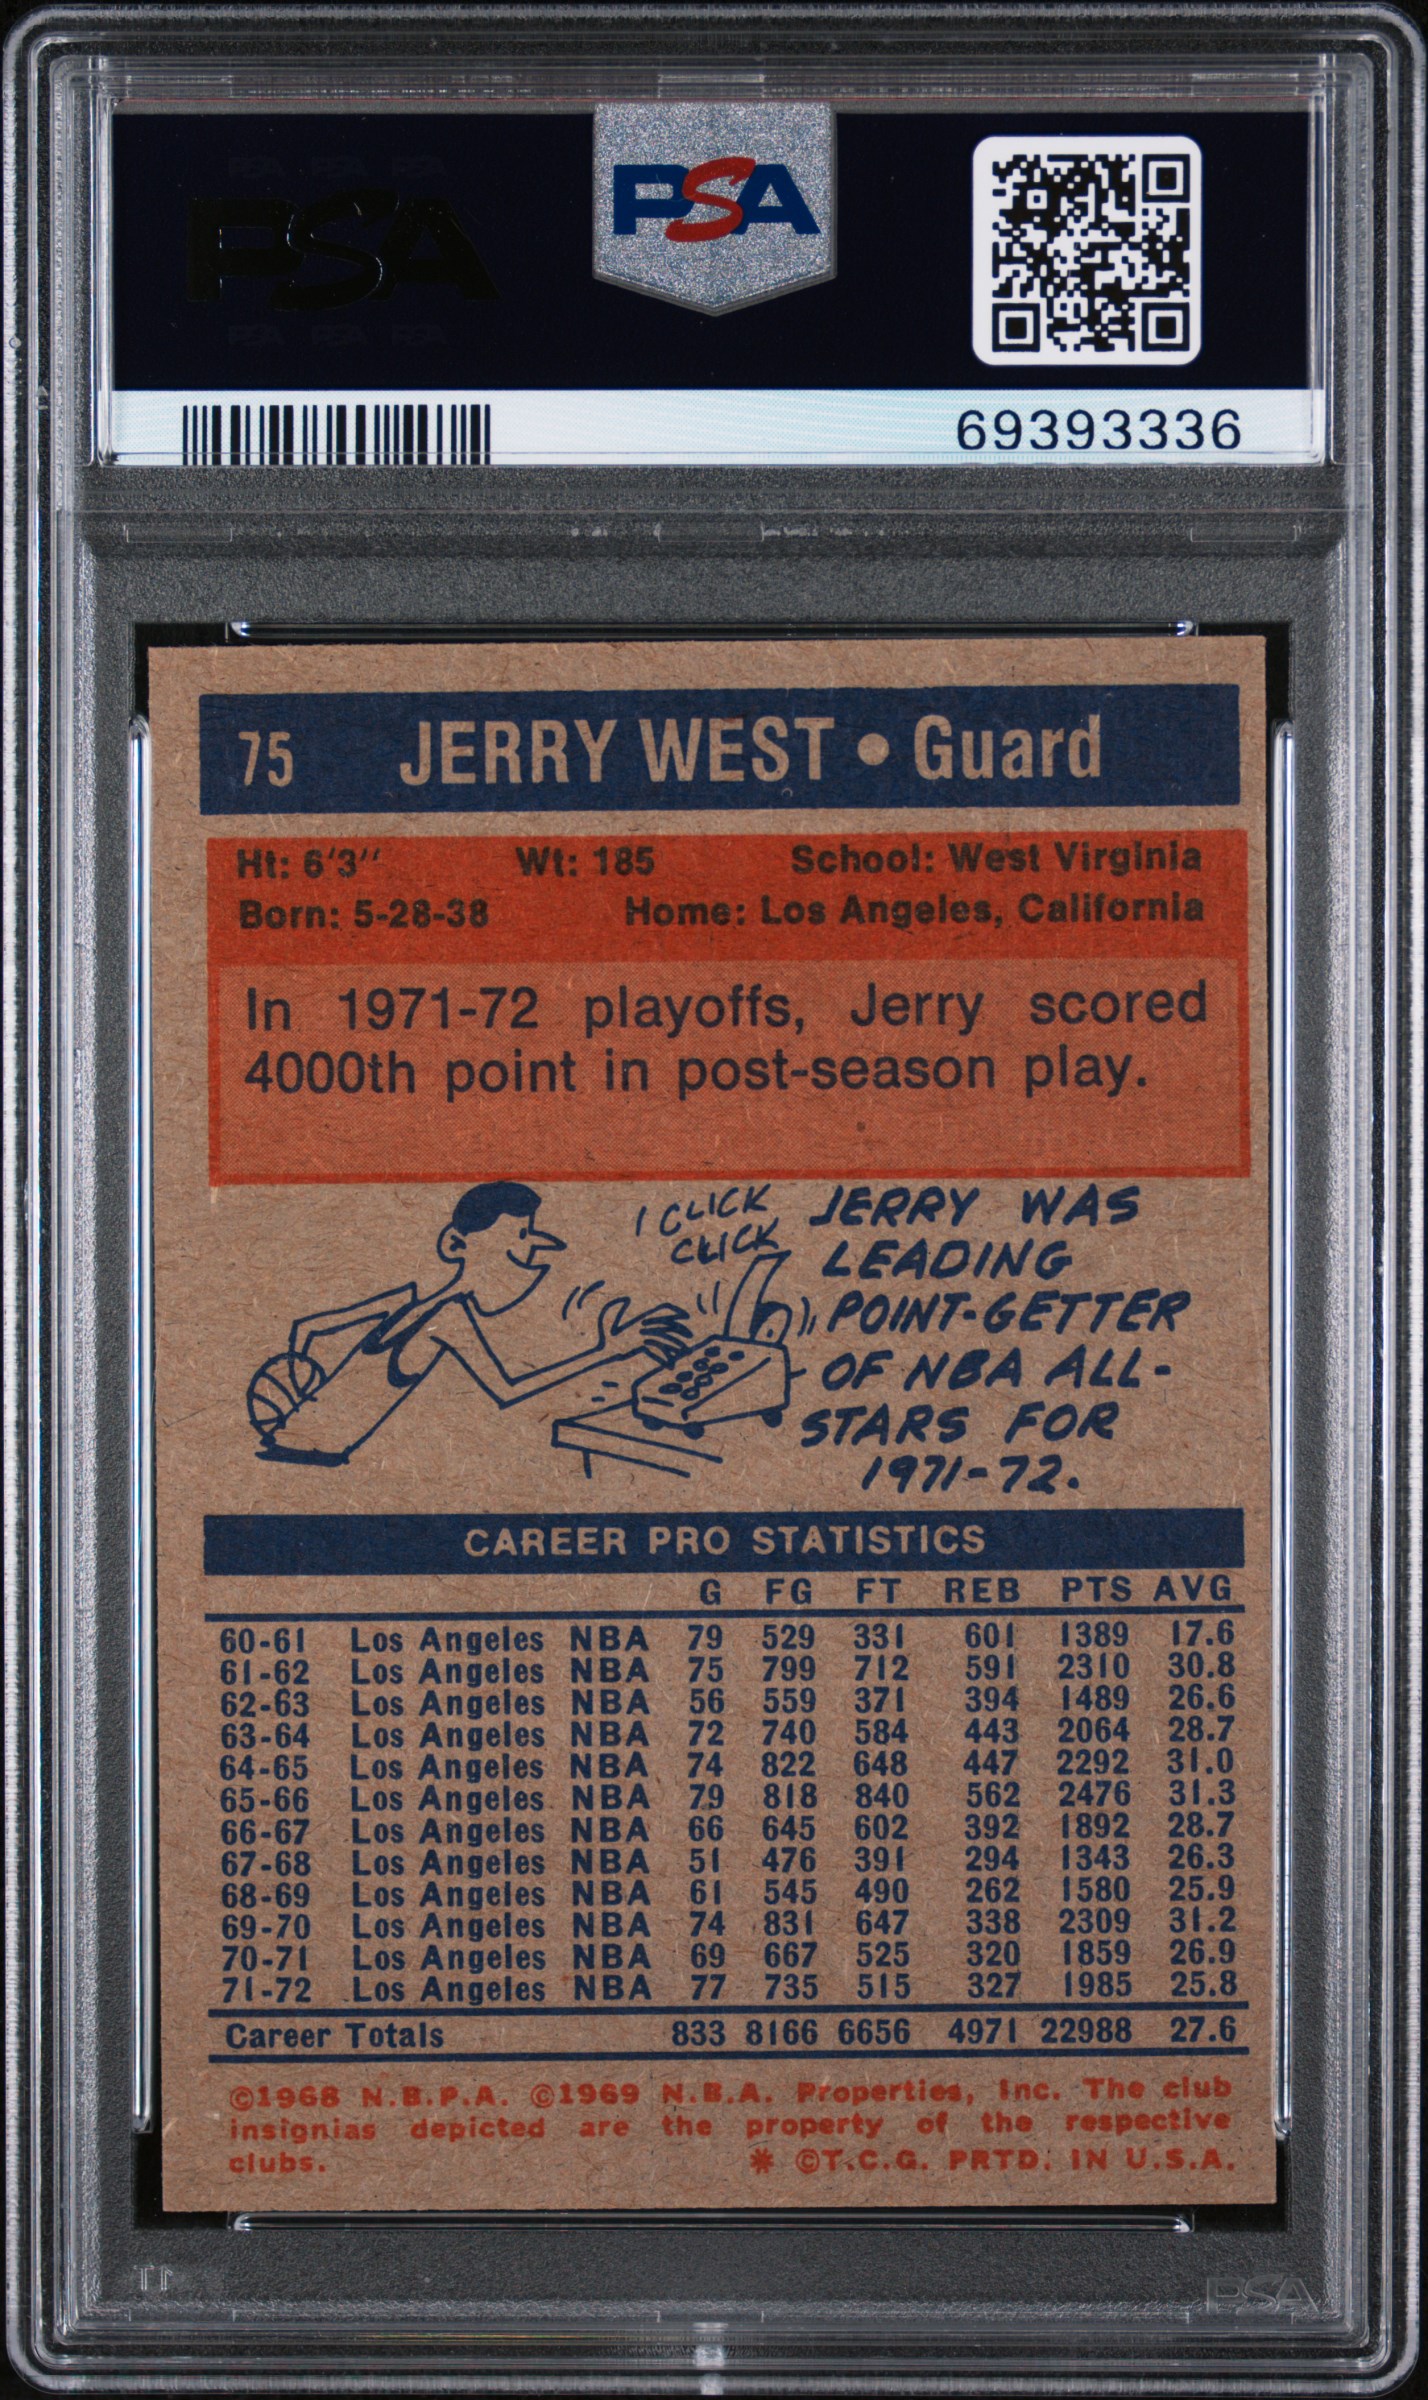 PSA
PSA
69393336
75 JERRY WEST • Guard
Ht: 6'3" Wt: 185 School: West Virginia
Born: 5-28-38 Home: Los Angeles, California
In 1971-72 playoffs, Jerry scored
4000th point in post-season play.
CLICK
CLICK
JERRY WAS
LEADING
POINT-GETTER
OF NBA ALL-
STARS FOR
1971-72.
CAREER PRO STATISTICS
G FG FT REB PTS AVG
60-61 Los Angeles NBA 79 529 331 601 1389 17.6
61-62 Los Angeles NBA 75 799 712 591 2310 30.8
62-63 Los Angeles NBA 56 559 371 394 1489 26.6
63-64 Los Angeles NBA 72 740 584 443 2064 28.7
64-65 Los Angeles NBA 74 822 648 447 2292 31.0
65-66 Los Angeles NBA 79 818 840 562 2476 31.3
66-67 Los Angeles NBA 66 645 602 392 1892 28.7
67-68 Los Angeles NBA 51 476 391 294 1343 26.3
68-69 Los Angeles NBA 61 545 490 262 1580 25.9
69-70 Los Angeles NBA 74 831 647 338 2309 31.2
70-71 Los Angeles NBA 69 667 525 320 1859 26.9
71-72 Los Angeles NBA 77 735 515 327 1985 25.8
Career Totals 833 8166 6656 4971 22988 27.6
©1968 N.B.P.A. ©1969 N.B.A. Properties, Inc. The club
insignias depicted are the property of the respective
clubs. * ©T.C.G. PRTD. IN U.S.A.
PSA